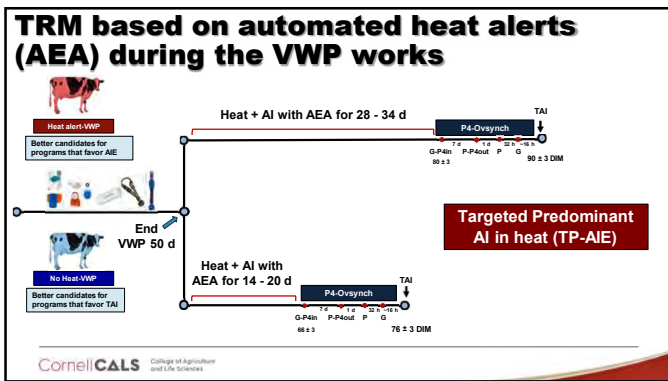 TRM based on automated heat alerts
(AEA) during the VWP works
Heat alert-VWP
Better candidates for
programs that favor AIE
Heat + AI with AEA for 28 - 34 d
P4-Ovsynch
TAI
7 d
1 d
32 h
~16 h
G-P4in
P-P4out
P
G
80 ± 3
90 ± 3 DIM
End
VWP 50 d
Targeted Predominant
AI in heat (TP-AIE)
No Heat-VWP
Better candidates for
programs that favor TAI
Heat + AI with
AEA for 14 - 20 d
P4-Ovsynch
TAI
7 d
1 d
32 h
~16 h
G-P4in
P-P4out
P
G
66 ± 3
76 ± 3 DIM
CornellCALS
College of Agriculture
and Life Sciences